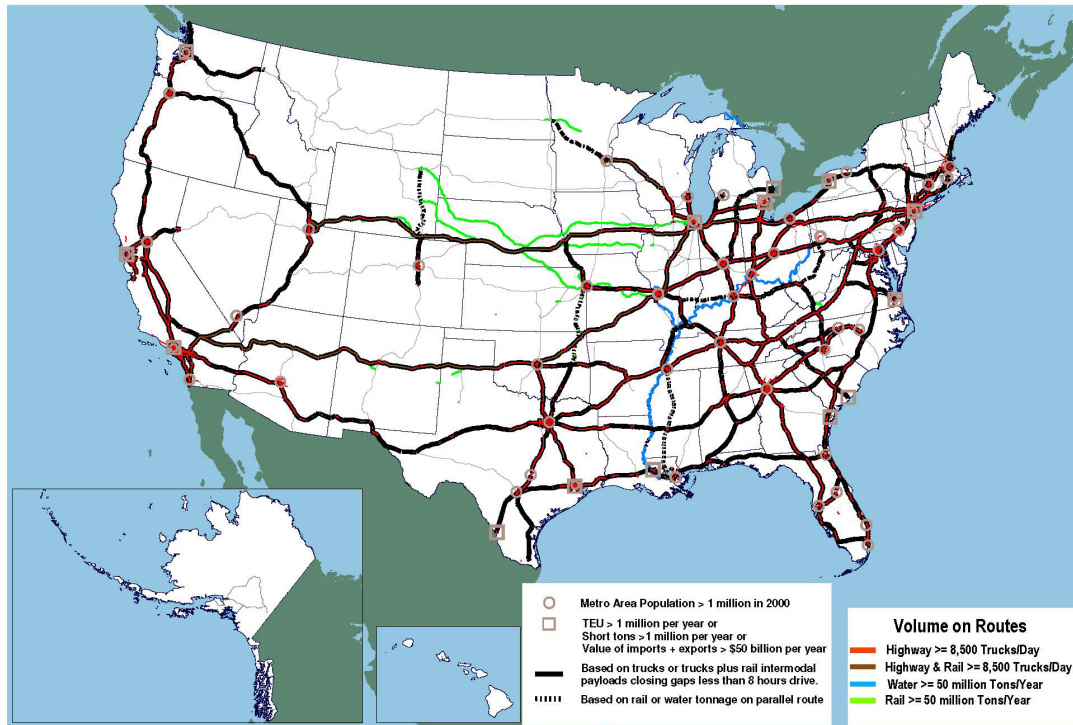 Metro Area Population > 1 million in 2000
TEU > 1 million per year or
Short tons >1 million per year or
Value of imports + exports > $50 billion per year
Based on trucks or trucks plus rail intermodal
payloads closing gaps less than 8 hours drive.
Based on rail or water tonnage on parallel route
Volume on Routes
Highway >= 8,500 Trucks/Day
Highway & Rail >= 8,500 Trucks/Day
Water >= 50 million Tons/Year
Rail >= 50 million Tons/Year